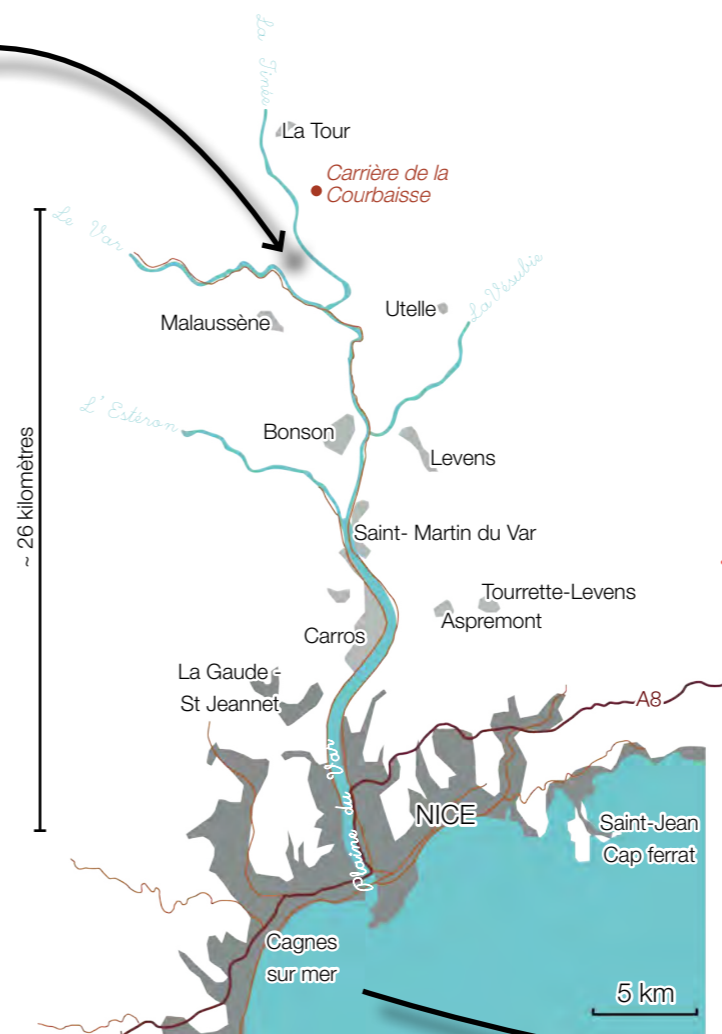 La Tinée
La Tour
Carrière de la
Courbaisse
Le Var
La Vésubie
Utelle
Malaussène
L'Estéron
Bonson
Levens
~ 26 kilomètres
Saint- Martin du Var
Tourrette-Levens
Aspremont
Carros
La Gaude -
St Jeannet
A8
Plaine du Var
NICE
Saint-Jean
Cap ferrat
Cagnes
sur mer
5 km